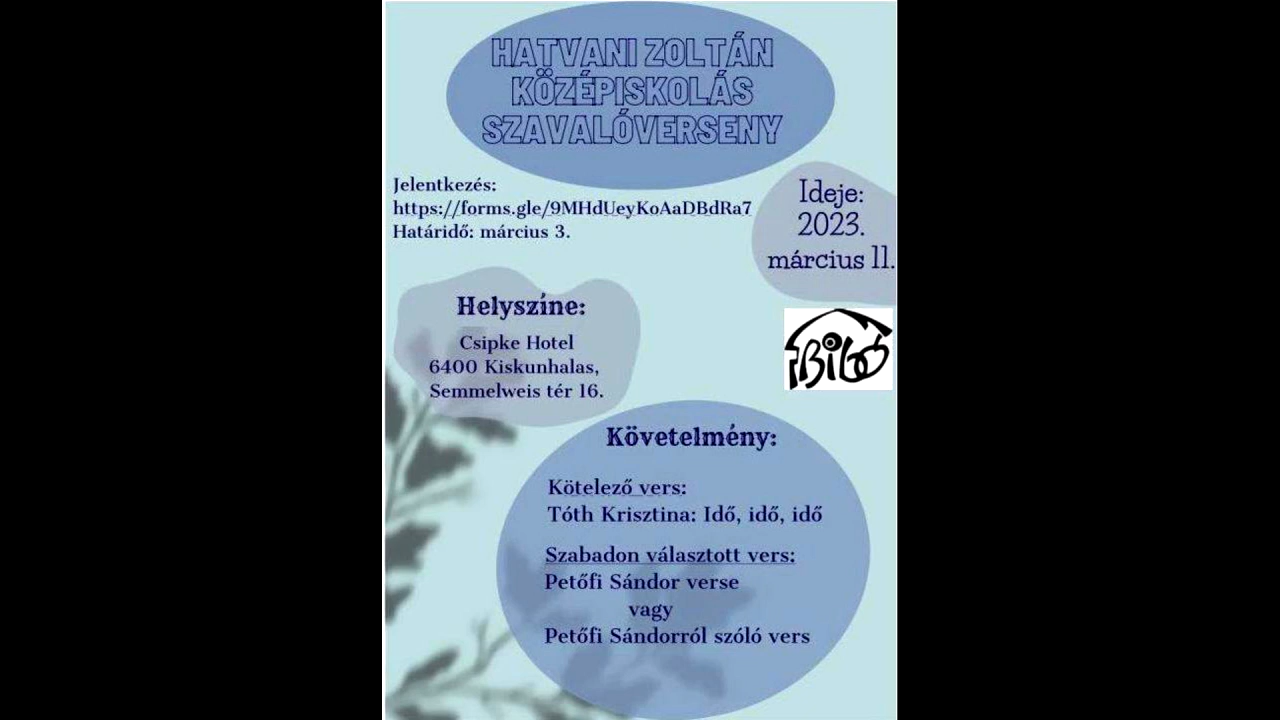 HATVANI ZOLTÁN
KÖZÉPISKOLÁS
SZAVALÓVERSENY
Jelentkezés:
https://forms.gle/9MHdUeyKoAaDBdRa7
Határidő: március 3.
Ideje:
2023.
március 11.
Helyszíne:
Csipke Hotel
6400 Kiskunhalas,
Semmelweis tér 16.
Bibó
Követelmény:
Kötelező vers:
Tóth Krisztina: Idő, idő, idő
Szabadon választott vers:
Petőfi Sándor verse
vagy
Petőfi Sándorról szóló vers